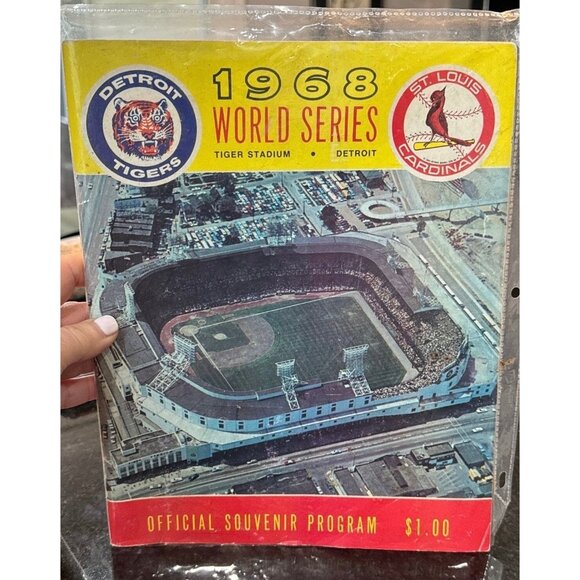 1968
WORLD SERIES
TIGER STADIUM • DETROIT
DETROIT
TIGERS
ST. LOUIS
CARDINALS
OFFICIAL SOUVENIR PROGRAM $1.00